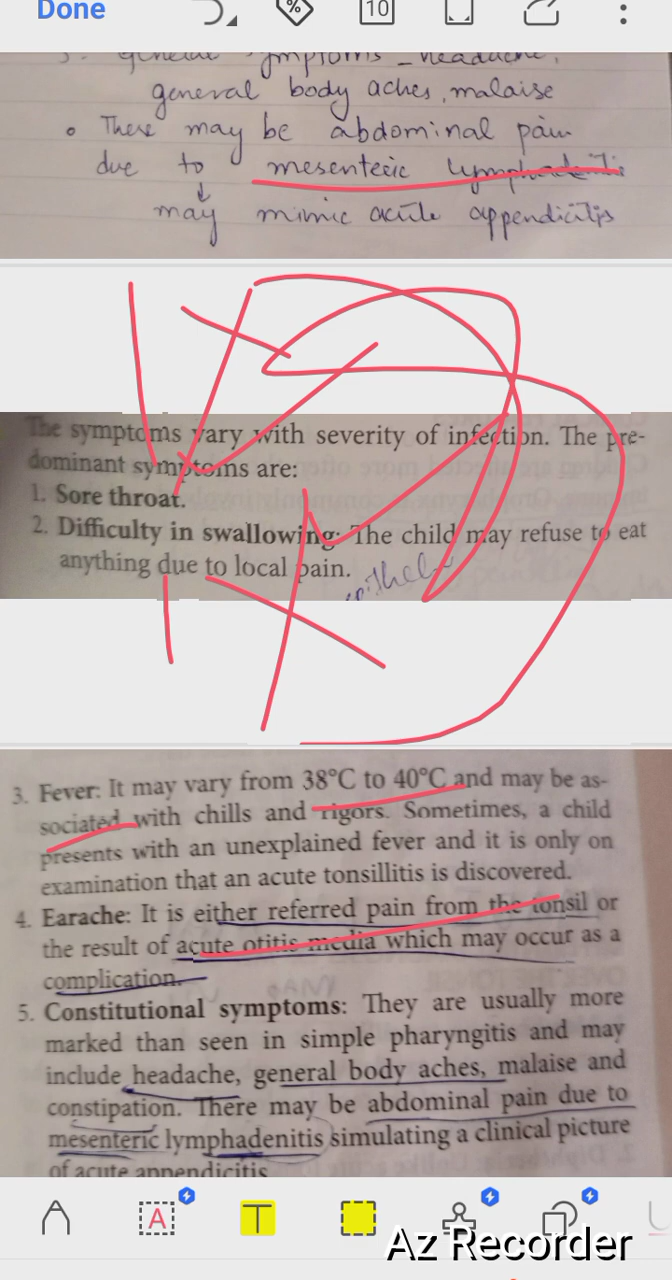 Done
%
10
general symptoms _ headache,
general body aches, malaise
There may be abdominal pain
due to mesenteric lymphadenitis
may mimic acute appendicitis
The symptoms vary with severity of infection. The pre-
dominant symptoms are:
1. Sore throat.
2. Difficulty in swallowing. The child may refuse to eat
anything due to local pain.
3. Fever: It may vary from 38°C to 40°C and may be as-
sociated with chills and rigors. Sometimes, a child
presents with an unexplained fever and it is only on
examination that an acute tonsillitis is discovered.
4. Earache: It is either referred pain from the tonsil or
the result of acute otitis media which may occur as a
complication.
5. Constitutional symptoms: They are usually more
marked than seen in simple pharyngitis and may
include headache, general body aches, malaise and
constipation. There may be abdominal pain due to
mesenteric lymphadenitis simulating a clinical picture
of acute appendicitis
A
T
Az Recorder